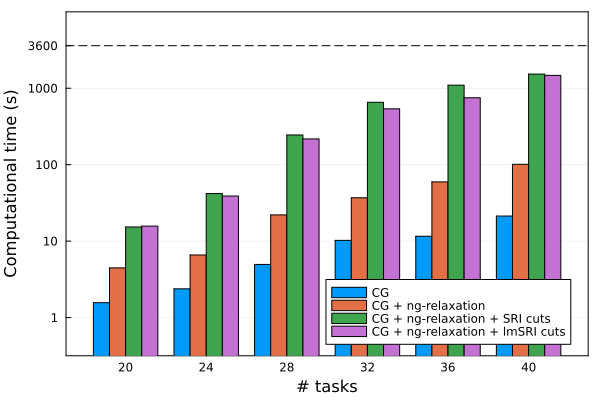 Computational time (s)
3600
1000
100
10
1
CG
CG + ng-relaxation
CG + ng-relaxation + SRI cuts
CG + ng-relaxation + lmSRI cuts
20 24 28 32 36 40
# tasks